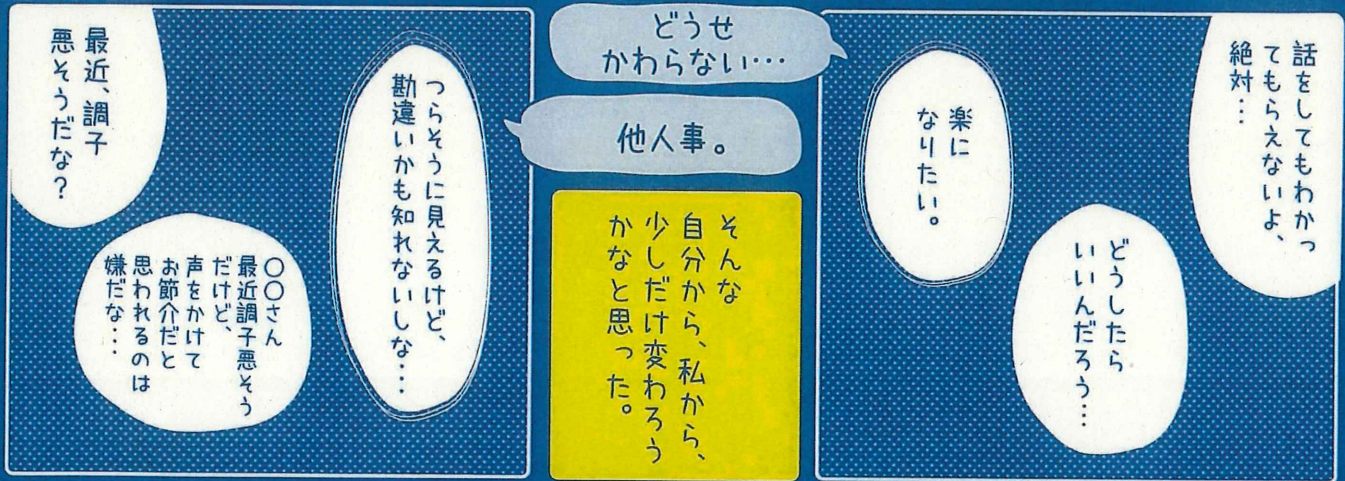 話をしてもわかっ
てもらえないよ、
絶対…
楽に
なりたい。
どうしたら
いいんだろう…
どうせ
かわらない…
他人事。
そんな
自分から、私から、
少しだけ変わろう
かなと思った。
つらそうに見えるけど、
勘違いかも知れないしな…
最近、調子
悪そうだな？
〇〇さん
最近調子悪そう
だけど、
声をかけて
お節介だと
思われるのは
嫌だな…